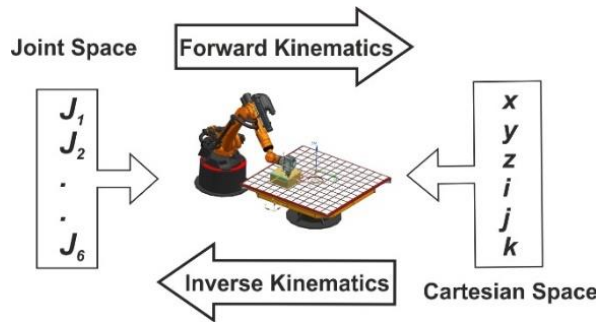 Joint Space
Forward Kinematics
J1
J2
.
.
J6
x
y
z
i
j
k
Inverse Kinematics
Cartesian Space